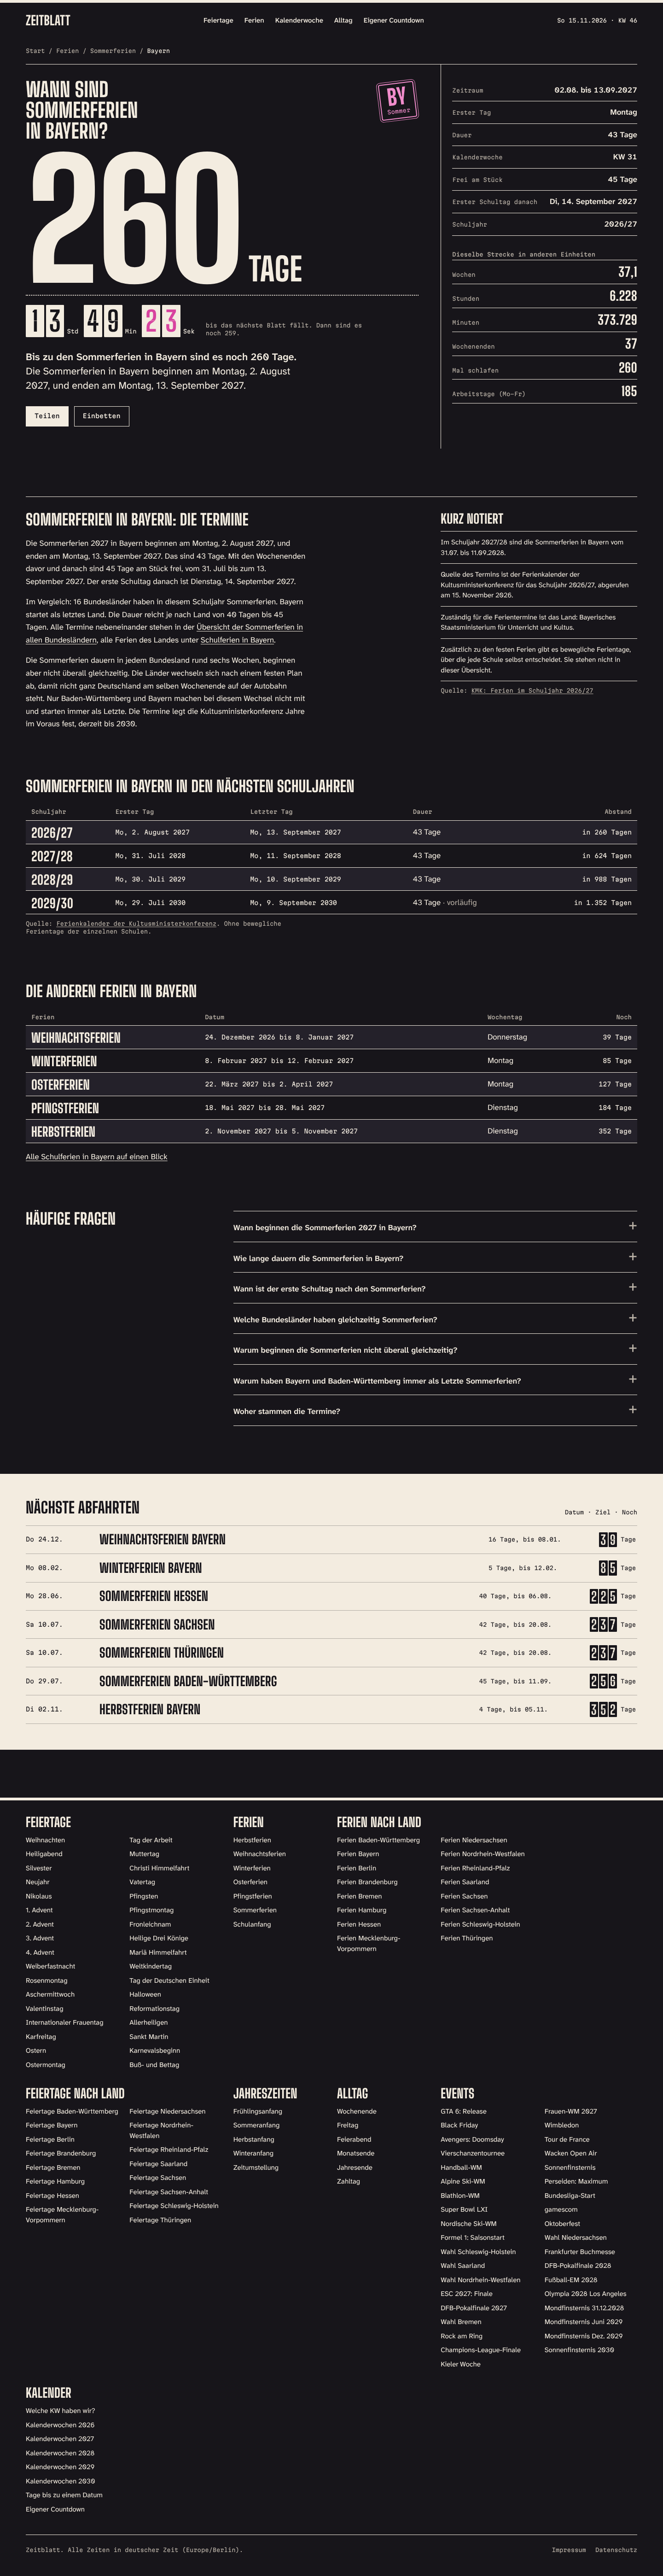 ZEITBLATT
Feiertage Ferien Kalenderwoche Alltag Eigener Countdown
So 15.11.2026 · KW 46
Start / Ferien / Sommerferien / Bayern
WANN SIND
SOMMERFERIEN
IN BAYERN?
BY
Sommer
260 TAGE
13 Std 49 Min 23 Sek
bis das nächste Blatt fällt. Dann sind es
noch 259.
Bis zu den Sommerferien in Bayern sind es noch 260 Tage.
Die Sommerferien in Bayern beginnen am Montag, 2. August
2027, und enden am Montag, 13. September 2027.
Teilen Einbetten
Zeitraum 02.08. bis 13.09.2027
Erster Tag Montag
Dauer 43 Tage
Kalenderwoche KW 31
Frei am Stück 45 Tage
Erster Schultag danach Di, 14. September 2027
Schuljahr 2026/27
Dieselbe Strecke in anderen Einheiten
Wochen 37,1
Stunden 6.228
Minuten 373.729
Wochenenden 37
Mal schlafen 260
Arbeitstage (Mo–Fr) 185
SOMMERFERIEN IN BAYERN: DIE TERMINE
Die Sommerferien 2027 in Bayern beginnen am Montag, 2. August 2027, und
enden am Montag, 13. September 2027. Das sind 43 Tage. Mit den Wochenenden
davor und danach sind 45 Tage am Stück frei, vom 31. Juli bis zum 13.
September 2027. Der erste Schultag danach ist Dienstag, 14. September 2027.
Im Vergleich: 16 Bundesländer haben in diesem Schuljahr Sommerferien. Bayern
startet als letztes Land. Die Dauer reicht je nach Land von 40 Tagen bis 45
Tagen. Alle Termine nebeneinander stehen in der Übersicht der Sommerferien in
allen Bundesländern, alle Ferien des Landes unter Schulferien in Bayern.
Die Sommerferien dauern in jedem Bundesland rund sechs Wochen, beginnen
aber nicht überall gleichzeitig. Die Länder wechseln sich nach einem festen Plan
ab, damit nicht ganz Deutschland am selben Wochenende auf der Autobahn
steht. Nur Baden-Württemberg und Bayern machen bei diesem Wechsel nicht mit
und starten immer als Letzte. Die Termine legt die Kultusministerkonferenz Jahre
im Voraus fest, derzeit bis 2030.
KURZ NOTIERT
Im Schuljahr 2027/28 sind die Sommerferien in Bayern vom
31.07. bis 11.09.2028.
Quelle des Termins ist der Ferienkalender der
Kultusministerkonferenz für das Schuljahr 2026/27, abgerufen
am 15. November 2026.
Zuständig für die Ferientermine ist das Land: Bayerisches
Staatsministerium für Unterricht und Kultus.
Zusätzlich zu den festen Ferien gibt es bewegliche Ferientage,
über die jede Schule selbst entscheidet. Sie stehen nicht in
dieser Übersicht.
Quelle: KMK: Ferien im Schuljahr 2026/27
SOMMERFERIEN IN BAYERN IN DEN NÄCHSTEN SCHULJAHREN
Schuljahr Erster Tag Letzter Tag Dauer Abstand
2026/27 Mo, 2. August 2027 Mo, 13. September 2027 43 Tage in 260 Tagen
2027/28 Mo, 31. Juli 2028 Mo, 11. September 2028 43 Tage in 624 Tagen
2028/29 Mo, 30. Juli 2029 Mo, 10. September 2029 43 Tage in 988 Tagen
2029/30 Mo, 29. Juli 2030 Mo, 9. September 2030 43 Tage · vorläufig in 1.352 Tagen
Quelle: Ferienkalender der Kultusministerkonferenz. Ohne bewegliche
Ferientage der einzelnen Schulen.
DIE ANDEREN FERIEN IN BAYERN
Ferien Datum Wochentag Noch
WEIHNACHTSFERIEN 24. Dezember 2026 bis 8. Januar 2027 Donnerstag 39 Tage
WINTERFERIEN 8. Februar 2027 bis 12. Februar 2027 Montag 85 Tage
OSTERFERIEN 22. März 2027 bis 2. April 2027 Montag 127 Tage
PFINGSTFERIEN 18. Mai 2027 bis 28. Mai 2027 Dienstag 184 Tage
HERBSTFERIEN 2. November 2027 bis 5. November 2027 Dienstag 352 Tage
Alle Schulferien in Bayern auf einen Blick
HÄUFIGE FRAGEN
Wann beginnen die Sommerferien 2027 in Bayern? +
Wie lange dauern die Sommerferien in Bayern? +
Wann ist der erste Schultag nach den Sommerferien? +
Welche Bundesländer haben gleichzeitig Sommerferien? +
Warum beginnen die Sommerferien nicht überall gleichzeitig? +
Warum haben Bayern und Baden-Württemberg immer als Letzte Sommerferien? +
Woher stammen die Termine? +
NÄCHSTE ABFAHRTEN
Datum · Ziel · Noch
Do 24.12. WEIHNACHTSFERIEN BAYERN 16 Tage, bis 08.01. 39 Tage
Mo 08.02. WINTERFERIEN BAYERN 5 Tage, bis 12.02. 85 Tage
Mo 28.06. SOMMERFERIEN HESSEN 40 Tage, bis 06.08. 225 Tage
Sa 10.07. SOMMERFERIEN SACHSEN 42 Tage, bis 20.08. 237 Tage
Sa 10.07. SOMMERFERIEN THÜRINGEN 42 Tage, bis 20.08. 237 Tage
Do 29.07. SOMMERFERIEN BADEN-WÜRTTEMBERG 45 Tage, bis 11.09. 256 Tage
Di 02.11. HERBSTFERIEN BAYERN 4 Tage, bis 05.11. 352 Tage
FEIERTAGE
Weihnachten
Heiligabend
Silvester
Neujahr
Nikolaus
1. Advent
2. Advent
3. Advent
4. Advent
Weiberfastnacht
Rosenmontag
Aschermittwoch
Valentinstag
Internationaler Frauentag
Karfreitag
Ostern
Ostermontag
Tag der Arbeit
Muttertag
Christi Himmelfahrt
Vatertag
Pfingsten
Pfingstmontag
Fronleichnam
Heilige Drei Könige
Mariä Himmelfahrt
Weltkindertag
Tag der Deutschen Einheit
Halloween
Reformationstag
Allerheiligen
Sankt Martin
Karnevalsbeginn
Buß- und Bettag
FERIEN
Herbstferien
Weihnachtsferien
Winterferien
Osterferien
Pfingstferien
Sommerferien
Schulanfang
FERIEN NACH LAND
Ferien Baden-Württemberg
Ferien Bayern
Ferien Berlin
Ferien Brandenburg
Ferien Bremen
Ferien Hamburg
Ferien Hessen
Ferien Mecklenburg-
Vorpommern
Ferien Niedersachsen
Ferien Nordrhein-Westfalen
Ferien Rheinland-Pfalz
Ferien Saarland
Ferien Sachsen
Ferien Sachsen-Anhalt
Ferien Schleswig-Holstein
Ferien Thüringen
FEIERTAGE NACH LAND
Feiertage Baden-Württemberg
Feiertage Bayern
Feiertage Berlin
Feiertage Brandenburg
Feiertage Bremen
Feiertage Hamburg
Feiertage Hessen
Feiertage Mecklenburg-
Vorpommern
Feiertage Niedersachsen
Feiertage Nordrhein-
Westfalen
Feiertage Rheinland-Pfalz
Feiertage Saarland
Feiertage Sachsen
Feiertage Sachsen-Anhalt
Feiertage Schleswig-Holstein
Feiertage Thüringen
JAHRESZEITEN
Frühlingsanfang
Sommeranfang
Herbstanfang
Winteranfang
Zeitumstellung
ALLTAG
Wochenende
Freitag
Feierabend
Monatsende
Jahresende
Zahltag
EVENTS
GTA 6: Release
Black Friday
Avengers: Doomsday
Vierschanzentournee
Handball-WM
Alpine Ski-WM
Biathlon-WM
Super Bowl LXI
Nordische Ski-WM
Formel 1: Saisonstart
Wahl Schleswig-Holstein
Wahl Saarland
Wahl Nordrhein-Westfalen
ESC 2027: Finale
DFB-Pokalfinale 2027
Wahl Bremen
Rock am Ring
Champions-League-Finale
Kieler Woche
Frauen-WM 2027
Wimbledon
Tour de France
Wacken Open Air
Sonnenfinsternis
Perseiden: Maximum
Bundesliga-Start
gamescom
Oktoberfest
Wahl Niedersachsen
Frankfurter Buchmesse
DFB-Pokalfinale 2028
Fußball-EM 2028
Olympia 2028 Los Angeles
Mondfinsternis 31.12.2028
Mondfinsternis Juni 2029
Mondfinsternis Dez. 2029
Sonnenfinsternis 2030
KALENDER
Welche KW haben wir?
Kalenderwochen 2026
Kalenderwochen 2027
Kalenderwochen 2028
Kalenderwochen 2029
Kalenderwochen 2030
Tage bis zu einem Datum
Eigener Countdown
Zeitblatt. Alle Zeiten in deutscher Zeit (Europe/Berlin).
Impressum Datenschutz